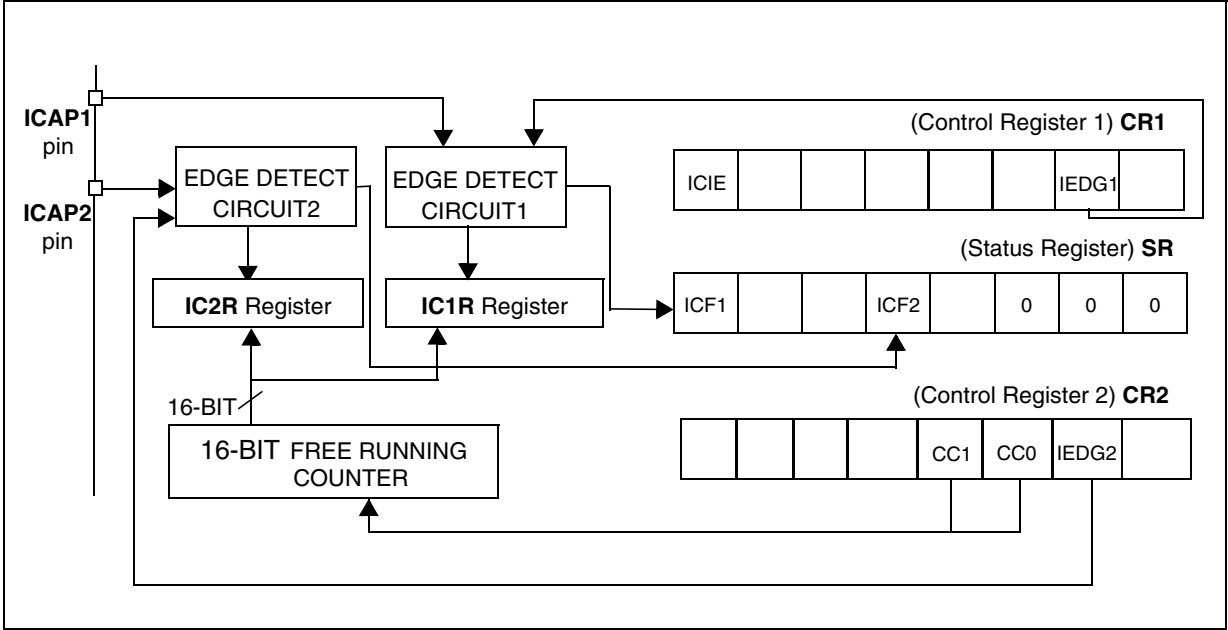 ICAP1
pin
ICAP2
pin
EDGE DETECT
CIRCUIT2
EDGE DETECT
CIRCUIT1
IC2R Register
IC1R Register
16-BIT
16-BIT FREE RUNNING
COUNTER
(Control Register 1) CR1
ICIE IEDG1
(Status Register) SR
ICF1 ICF2 0 0 0
(Control Register 2) CR2
CC1 CC0 IEDG2